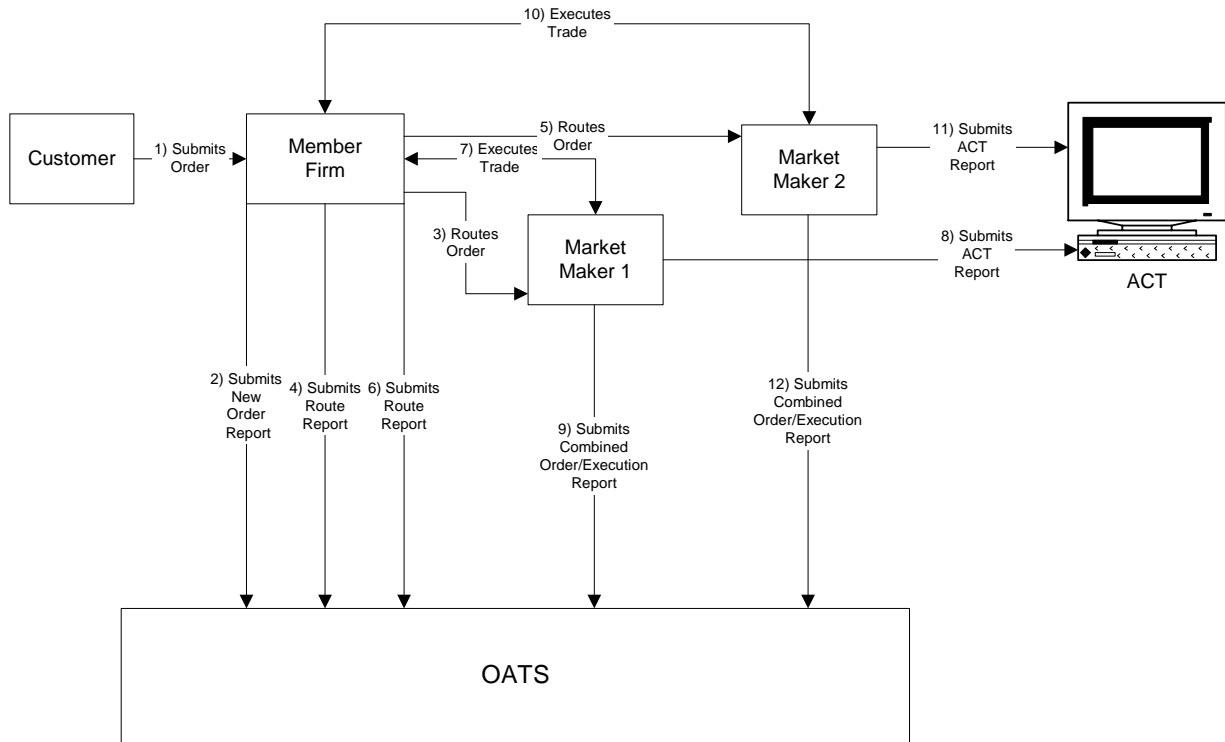 10) Executes
Trade
Customer
1) Submits
Order
Member
Firm
5) Routes
Order
7) Executes
Trade
Market
Maker 2
11) Submits
ACT
Report
3) Routes
Order
Market
Maker 1
8) Submits
ACT
Report
ACT
2) Submits
New
Order
Report
4) Submits
Route
Report
6) Submits
Route
Report
9) Submits
Combined
Order/Execution
Report
12) Submits
Combined
Order/Execution
Report
OATS